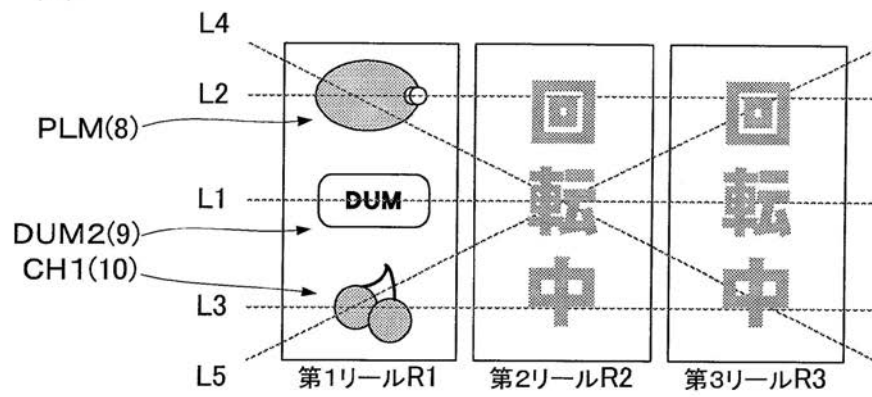 L4
L2
PLM(8)
L1
DUM
DUM2(9)
CH1(10)
L3
L5
回転中
回転中
第1リールR1
第2リールR2
第3リールR3